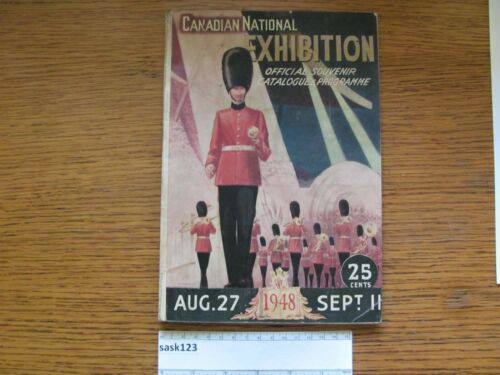 CANADIAN NATIONAL
EXHIBITION
OFFICIAL SOUVENIR
CATALOGUE & PROGRAMME
25
CENTS
AUG. 27 1948 SEPT. 11
sask123